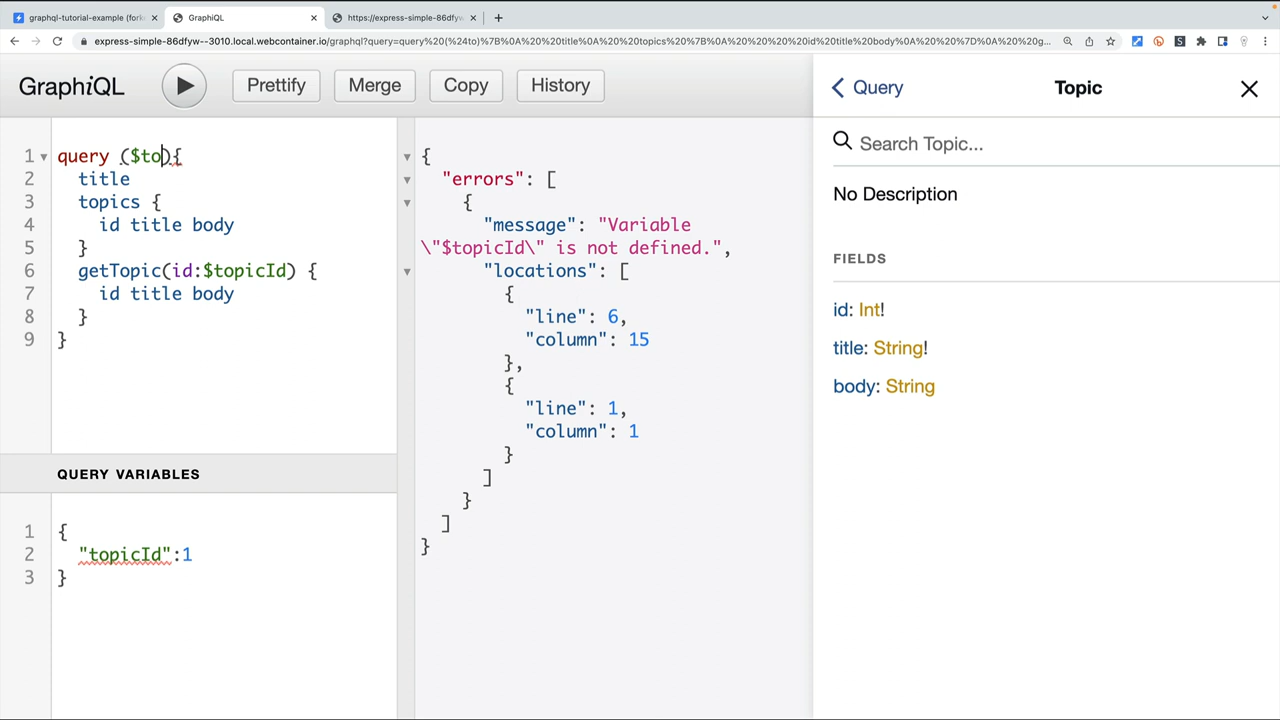 graphql-tutorial-example (fork
GraphiQL
https://express-simple-86dfyw
express-simple-86dfyw--3010.local.webcontainer.io/graphql?query=query%20(%24to)%7B%0A%20%20title%0A%20%20topics%20%7B%0A%20%20%20%20id%20title%20body%0A%20%20%7D%0A%20%20g...
GraphiQL
Prettify
Merge
Copy
History
1 query ($to){
2 title
3 topics {
4 id title body
5 }
6 getTopic(id:$topicId) {
7 id title body
8 }
9 }
QUERY VARIABLES
1 {
2 "topicId":1
3 }
{
"errors": [
{
"message": "Variable
\"$topicId\" is not defined.",
"locations": [
{
"line": 6,
"column": 15
},
{
"line": 1,
"column": 1
}
]
}
]
}
Query
Topic
Search Topic...
No Description
FIELDS
id: Int!
title: String!
body: String